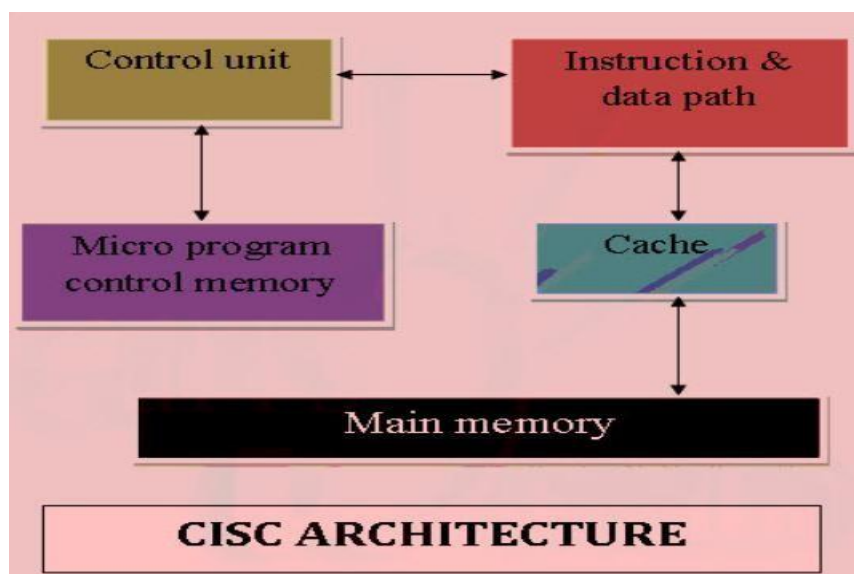 Control unit
Instruction &
data path
Micro program
control memory
Cache
Main memory
CISC ARCHITECTURE